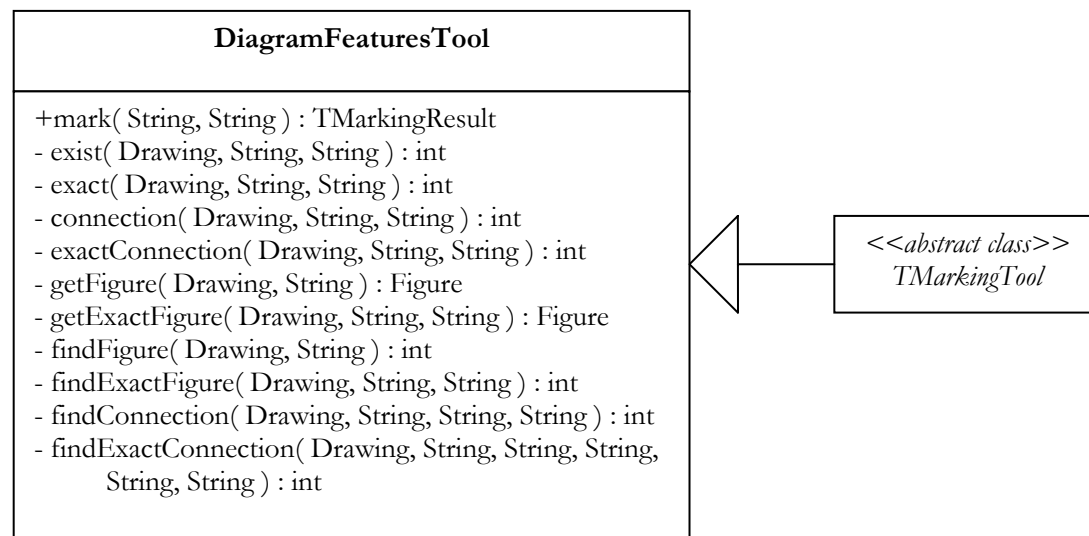 DiagramFeaturesTool
+mark( String, String ) : TMarkingResult
- exist( Drawing, String, String ) : int
- exact( Drawing, String, String ) : int
- connection( Drawing, String, String ) : int
- exactConnection( Drawing, String, String ) : int
- getFigure( Drawing, String ) : Figure
- getExactFigure( Drawing, String, String ) : Figure
- findFigure( Drawing, String ) : int
- findExactFigure( Drawing, String, String ) : int
- findConnection( Drawing, String, String, String ) : int
- findExactConnection( Drawing, String, String, String,
String, String ) : int
<<abstract class>>
TMarkingTool